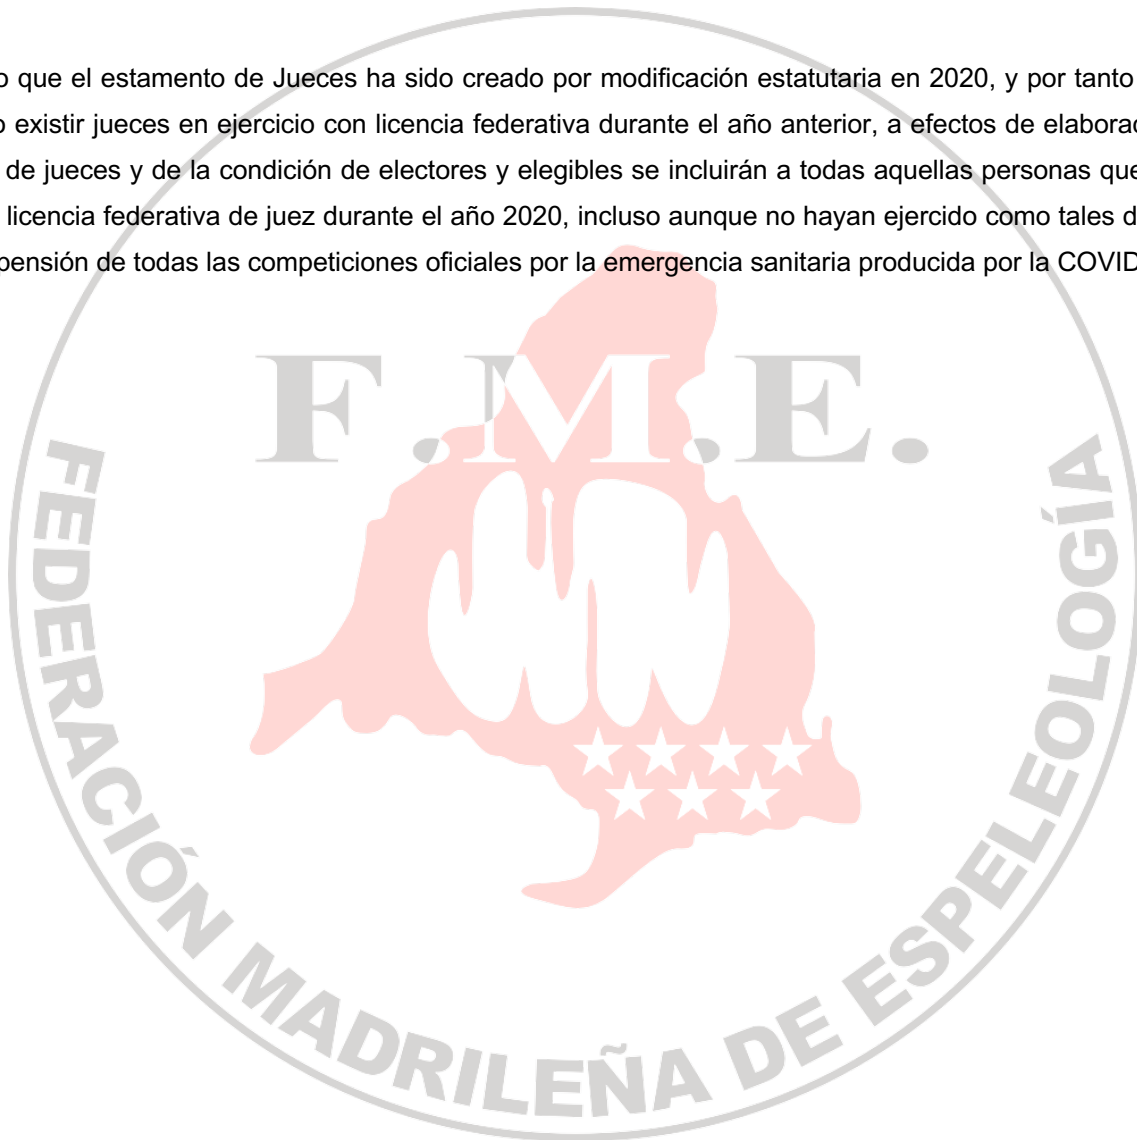 o que el estamento de Jueces ha sido creado por modificación estatutaria en 2020, y por tanto
o existir jueces en ejercicio con licencia federativa durante el año anterior, a efectos de elaborac
de jueces y de la condición de electores y elegibles se incluirán a todas aquellas personas que
licencia federativa de juez durante el año 2020, incluso aunque no hayan ejercido como tales d
pensión de todas las competiciones oficiales por la emergencia sanitaria producida por la COVID
F.M.E.
FEDERACIÓN MADRILEÑA DE ESPELEOLOGÍA